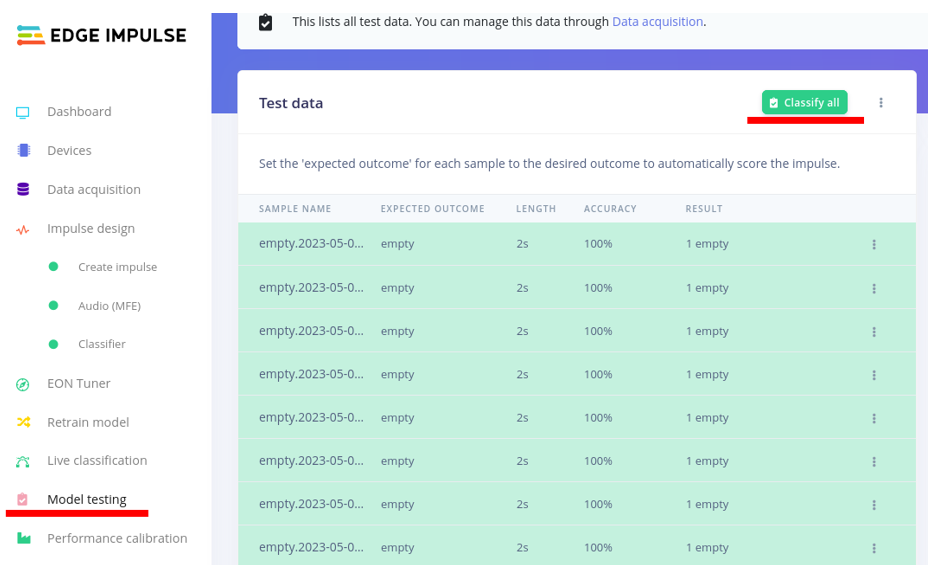 EDGE IMPULSE
Dashboard
Devices
Data acquisition
Impulse design
Create impulse
Audio (MFE)
Classifier
EON Tuner
Retrain model
Live classification
Model testing
Performance calibration
This lists all test data. You can manage this data through Data acquisition.
Test data
Classify all
Set the 'expected outcome' for each sample to the desired outcome to automatically score the impulse.
SAMPLE NAME EXPECTED OUTCOME LENGTH ACCURACY RESULT
empty.2023-05-0... empty 2s 100% 1 empty
empty.2023-05-0... empty 2s 100% 1 empty
empty.2023-05-0... empty 2s 100% 1 empty
empty.2023-05-0... empty 2s 100% 1 empty
empty.2023-05-0... empty 2s 100% 1 empty
empty.2023-05-0... empty 2s 100% 1 empty
empty.2023-05-0... empty 2s 100% 1 empty
empty.2023-05-0... empty 2s 100% 1 empty